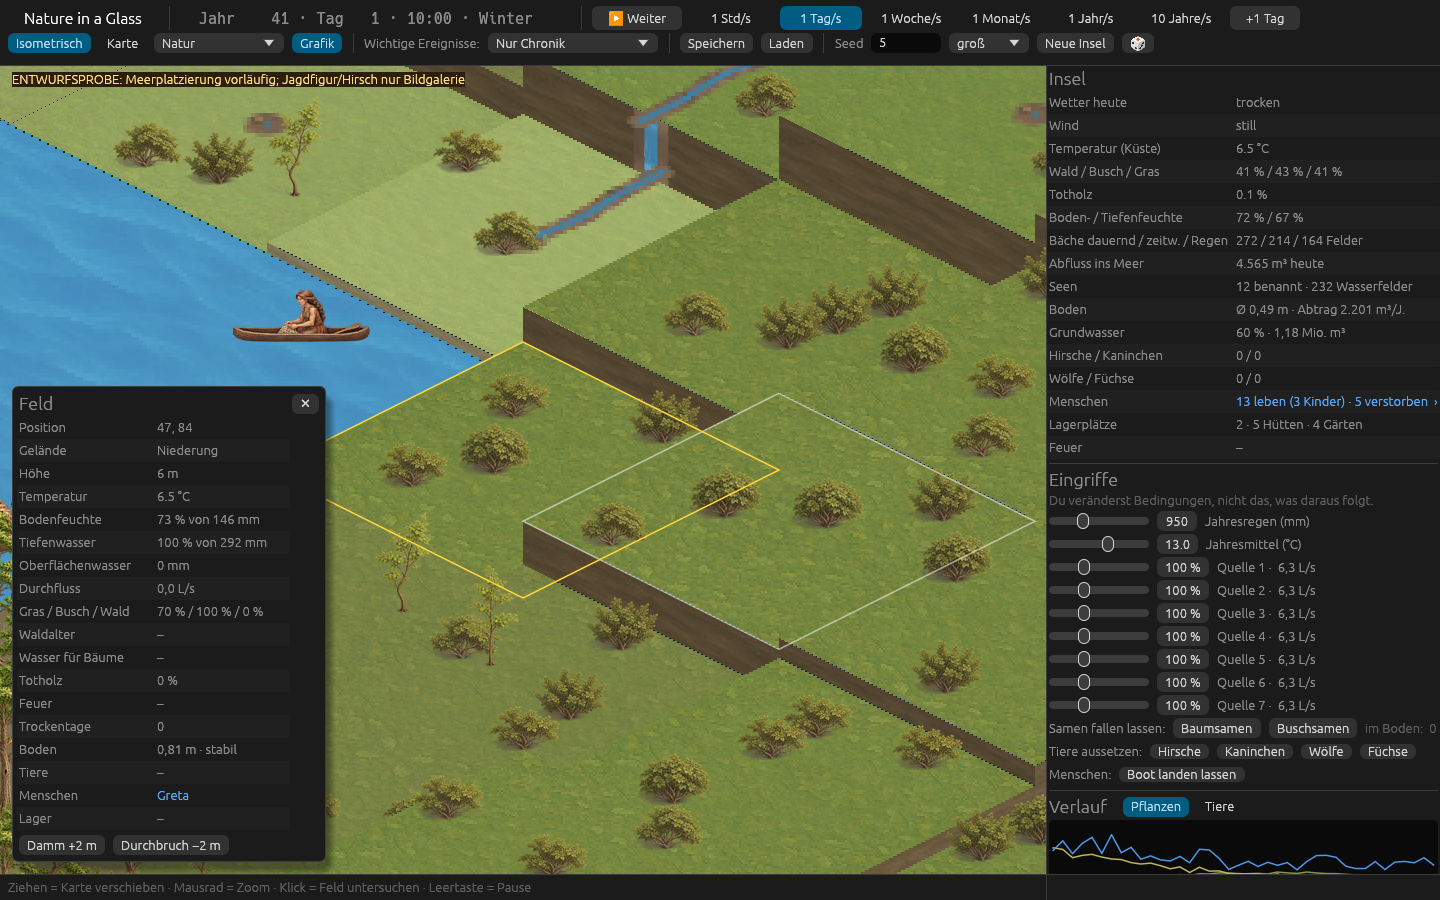 Nature in a Glass
Jahr 41 · Tag 1 · 10:00 · Winter
Weiter
1 Std/s
1 Tag/s
1 Woche/s
1 Monat/s
1 Jahr/s
10 Jahre/s
+1 Tag
Isometrisch
Karte
Natur
Grafik
Wichtige Ereignisse:
Nur Chronik
Speichern
Laden
Seed
5
groß
Neue Insel
ENTWURFSPROBE: Meerplatzierung vorläufig; Jagdfigur/Hirsch nur Bildgalerie
Feld
Position 47, 84
Gelände Niederung
Höhe 6 m
Temperatur 6.5 °C
Bodenfeuchte 73 % von 146 mm
Tiefenwasser 100 % von 292 mm
Oberflächenwasser 0 mm
Durchfluss 0,0 L/s
Gras / Busch / Wald 70 % / 100 % / 0 %
Waldalter –
Wasser für Bäume –
Totholz 0 %
Feuer –
Trockentage 0
Boden 0,81 m · stabil
Tiere –
Menschen Greta
Lager –
Damm +2 m
Durchbruch −2 m
Insel
Wetter heute trocken
Wind still
Temperatur (Küste) 6.5 °C
Wald / Busch / Gras 41 % / 43 % / 41 %
Totholz 0.1 %
Boden- / Tiefenfeuchte 72 % / 67 %
Bäche dauernd / zeitw. / Regen 272 / 214 / 164 Felder
Abfluss ins Meer 4.565 m³ heute
Seen 12 benannt · 232 Wasserfelder
Boden Ø 0,49 m · Abtrag 2.201 m³/J.
Grundwasser 60 % · 1,18 Mio. m³
Hirsche / Kaninchen 0 / 0
Wölfe / Füchse 0 / 0
Menschen 13 leben (3 Kinder) · 5 verstorben ›
Lagerplätze 2 · 5 Hütten · 4 Gärten
Feuer –
Eingriffe
Du veränderst Bedingungen, nicht das, was daraus folgt.
950 Jahresregen (mm)
13.0 Jahresmittel (°C)
100 % Quelle 1 · 6,3 L/s
100 % Quelle 2 · 6,3 L/s
100 % Quelle 3 · 6,3 L/s
100 % Quelle 4 · 6,3 L/s
100 % Quelle 5 · 6,3 L/s
100 % Quelle 6 · 6,3 L/s
100 % Quelle 7 · 6,3 L/s
Samen fallen lassen: Baumsamen Buschsamen im Boden: 0
Tiere aussetzen: Hirsche Kaninchen Wölfe Füchse
Menschen: Boot landen lassen
Verlauf Pflanzen Tiere
Ziehen = Karte verschieben · Mausrad = Zoom · Klick = Feld untersuchen · Leertaste = Pause